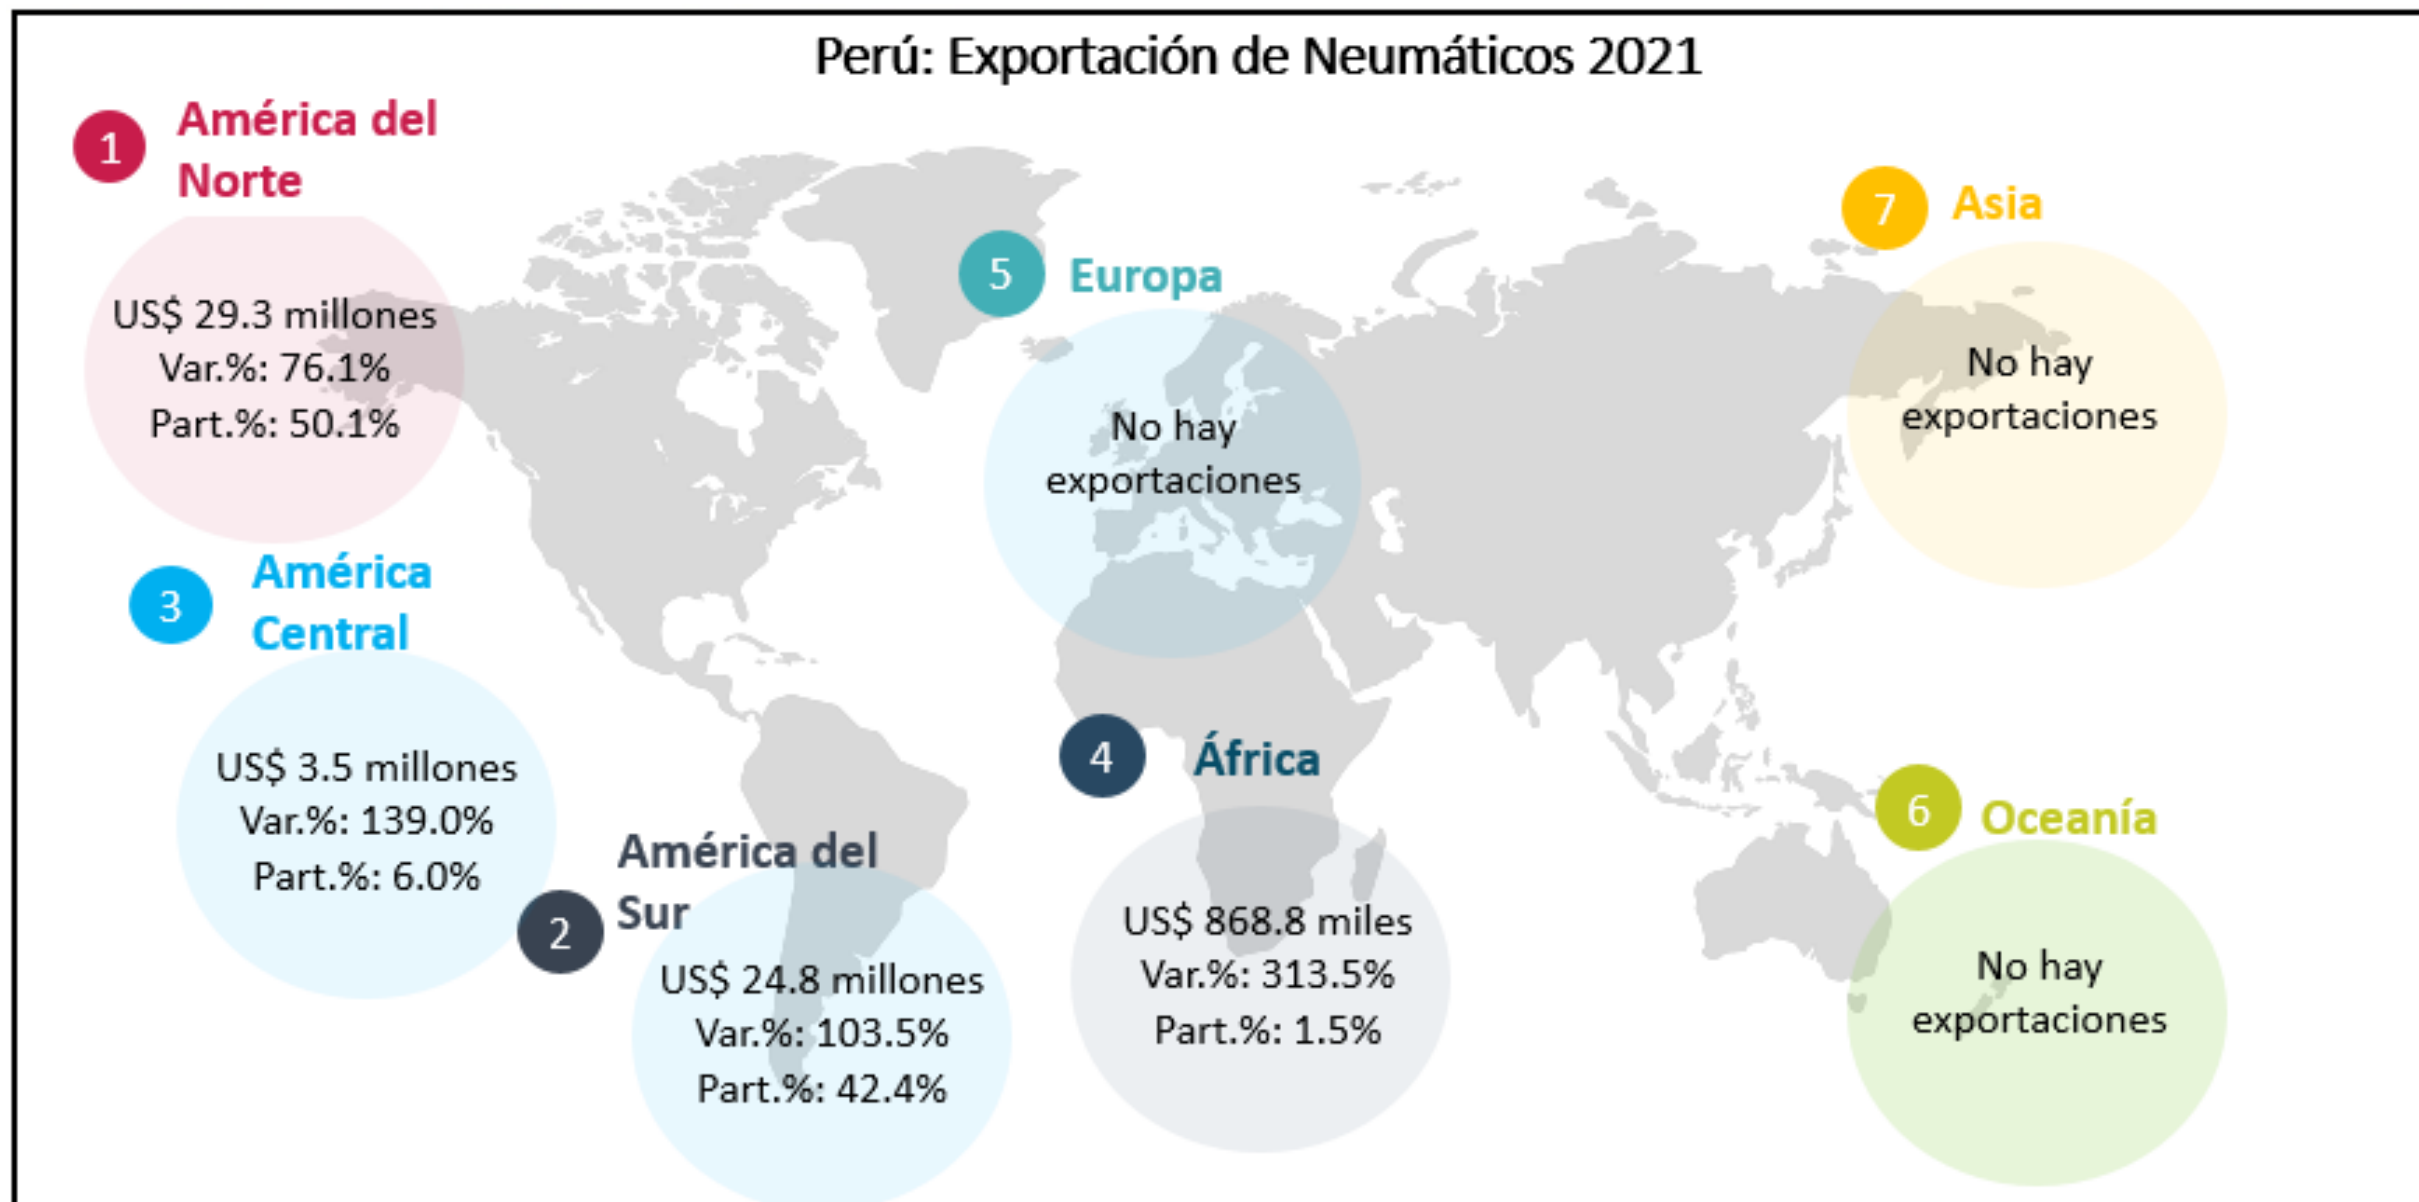 Perú: Exportación de Neumáticos 2021
1
América del
Norte
US$ 29.3 millones
Var.%: 76.1%
Part.%: 50.1%
3
América
Central
US$ 3.5 millones
Var.%: 139.0%
Part.%: 6.0%
2
América del
Sur
US$ 24.8 millones
Var.%: 103.5%
Part.%: 42.4%
5
Europa
No hay
exportaciones
4
África
US$ 868.8 miles
Var.%: 313.5%
Part.%: 1.5%
7
Asia
No hay
exportaciones
6
Oceanía
No hay
exportaciones